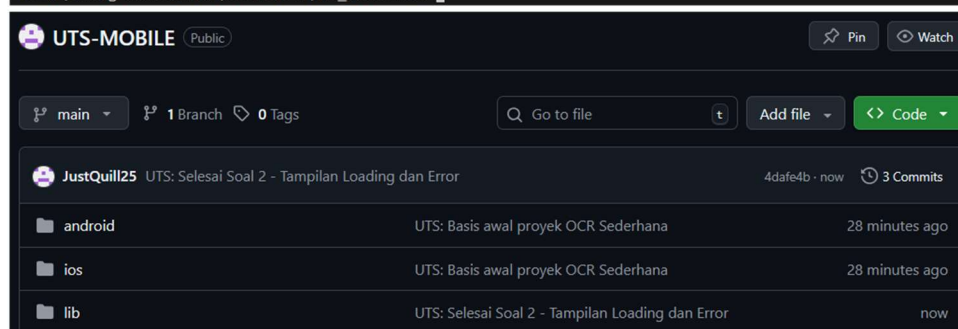 UTS-MOBILE Public Pin Watch
main 1 Branch 0 Tags Go to file t Add file Code
JustQuill25 UTS: Selesai Soal 2 - Tampilan Loading dan Error 4dafe4b · now 3 Commits
android UTS: Basis awal proyek OCR Sederhana 28 minutes ago
ios UTS: Basis awal proyek OCR Sederhana 28 minutes ago
lib UTS: Selesai Soal 2 - Tampilan Loading dan Error now